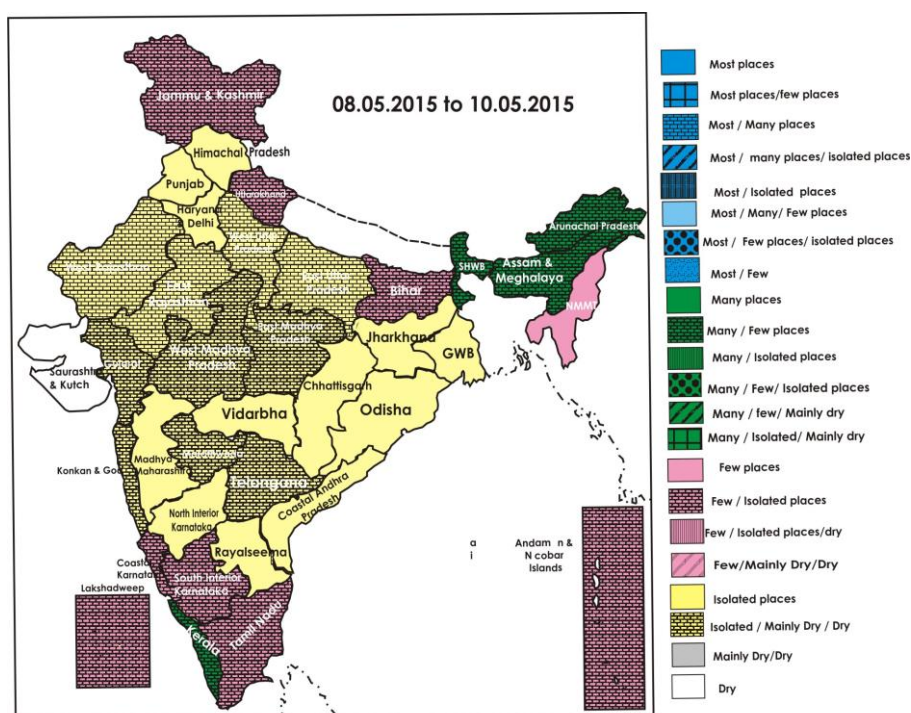 08.05.2015 to 10.05.2015
Jammu & Kashmir
Himachal Pradesh
Punjab
Uttarakhand
Haryana
Delhi
West Rajasthan
East
Rajasthan
East Uttar
Pradesh
Bihar
SHWB
Assam &
Meghalaya
Arunachal Pradesh
NMMT
Jharkhand
GWB
East Madhya
Pradesh
West Madhya
Pradesh
Gujarat
Saurashtra
& Kutch
Chhattisgarh
Odisha
Vidarbha
Madhya
Maharashtra
Konkan & Goa
Telangana
Coastal Andhra
Pradesh
North Interior
Karnataka
Rayalseema
Coastal
Karnata
South Interior
Karnataka
Lakshadweep
Kerala
Tamil Nadu
a
i
Andam n &
N cobar
Islands
Most places
Most places/few places
Most / Many places
Most / many places/ isolated places
Most / Isolated places
Most / Many/ Few places
Most / Few places/ isolated places
Most / Few
Many places
Many / Few places
Many / Isolated places
Many / Few/ Isolated places
Many / few/ Mainly dry
Many / Isolated/ Mainly dry
Few places
Few / Isolated places
Few / Isolated places/dry
Few/Mainly Dry/Dry
Isolated places
Isolated / Mainly Dry / Dry
Mainly Dry/Dry
Dry